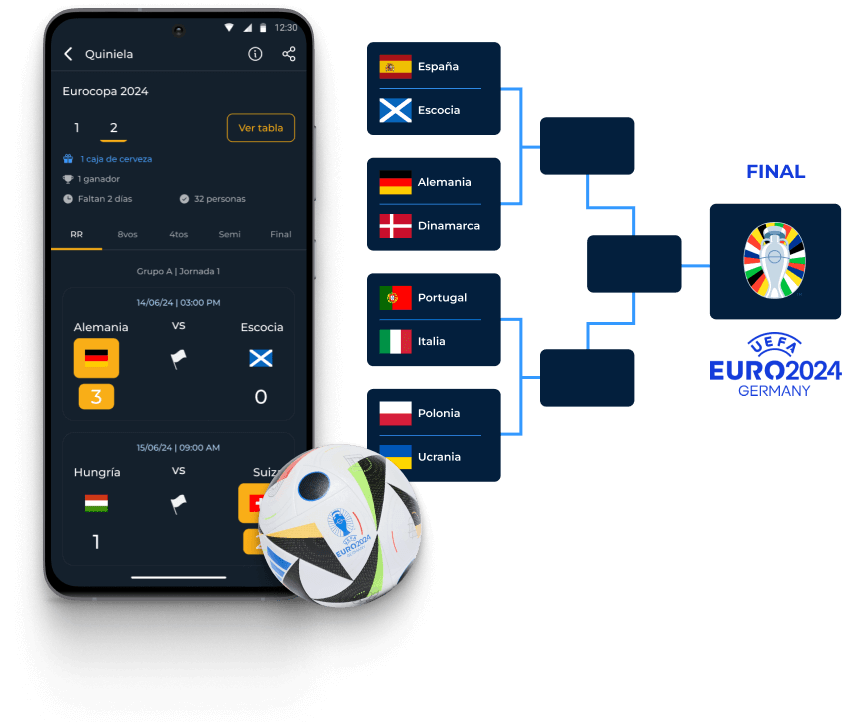 12:30
Quiniela
Eurocopa 2024
1 2 Ver tabla
1 caja de cerveza
1 ganador
Faltan 2 días 32 personas
RR 8vos 4tos Semi Final
Grupo A | Jornada 1
14/06/24 | 03:00 PM
Alemania VS Escocia
3 0
15/06/24 | 09:00 AM
Hungría VS
1
España
Escocia
Alemania
Dinamarca
Portugal
Italia
Polonia
Ucrania
FINAL
UEFA
EURO2024
GERMANY
UEFA
EURO2024
GERMANY